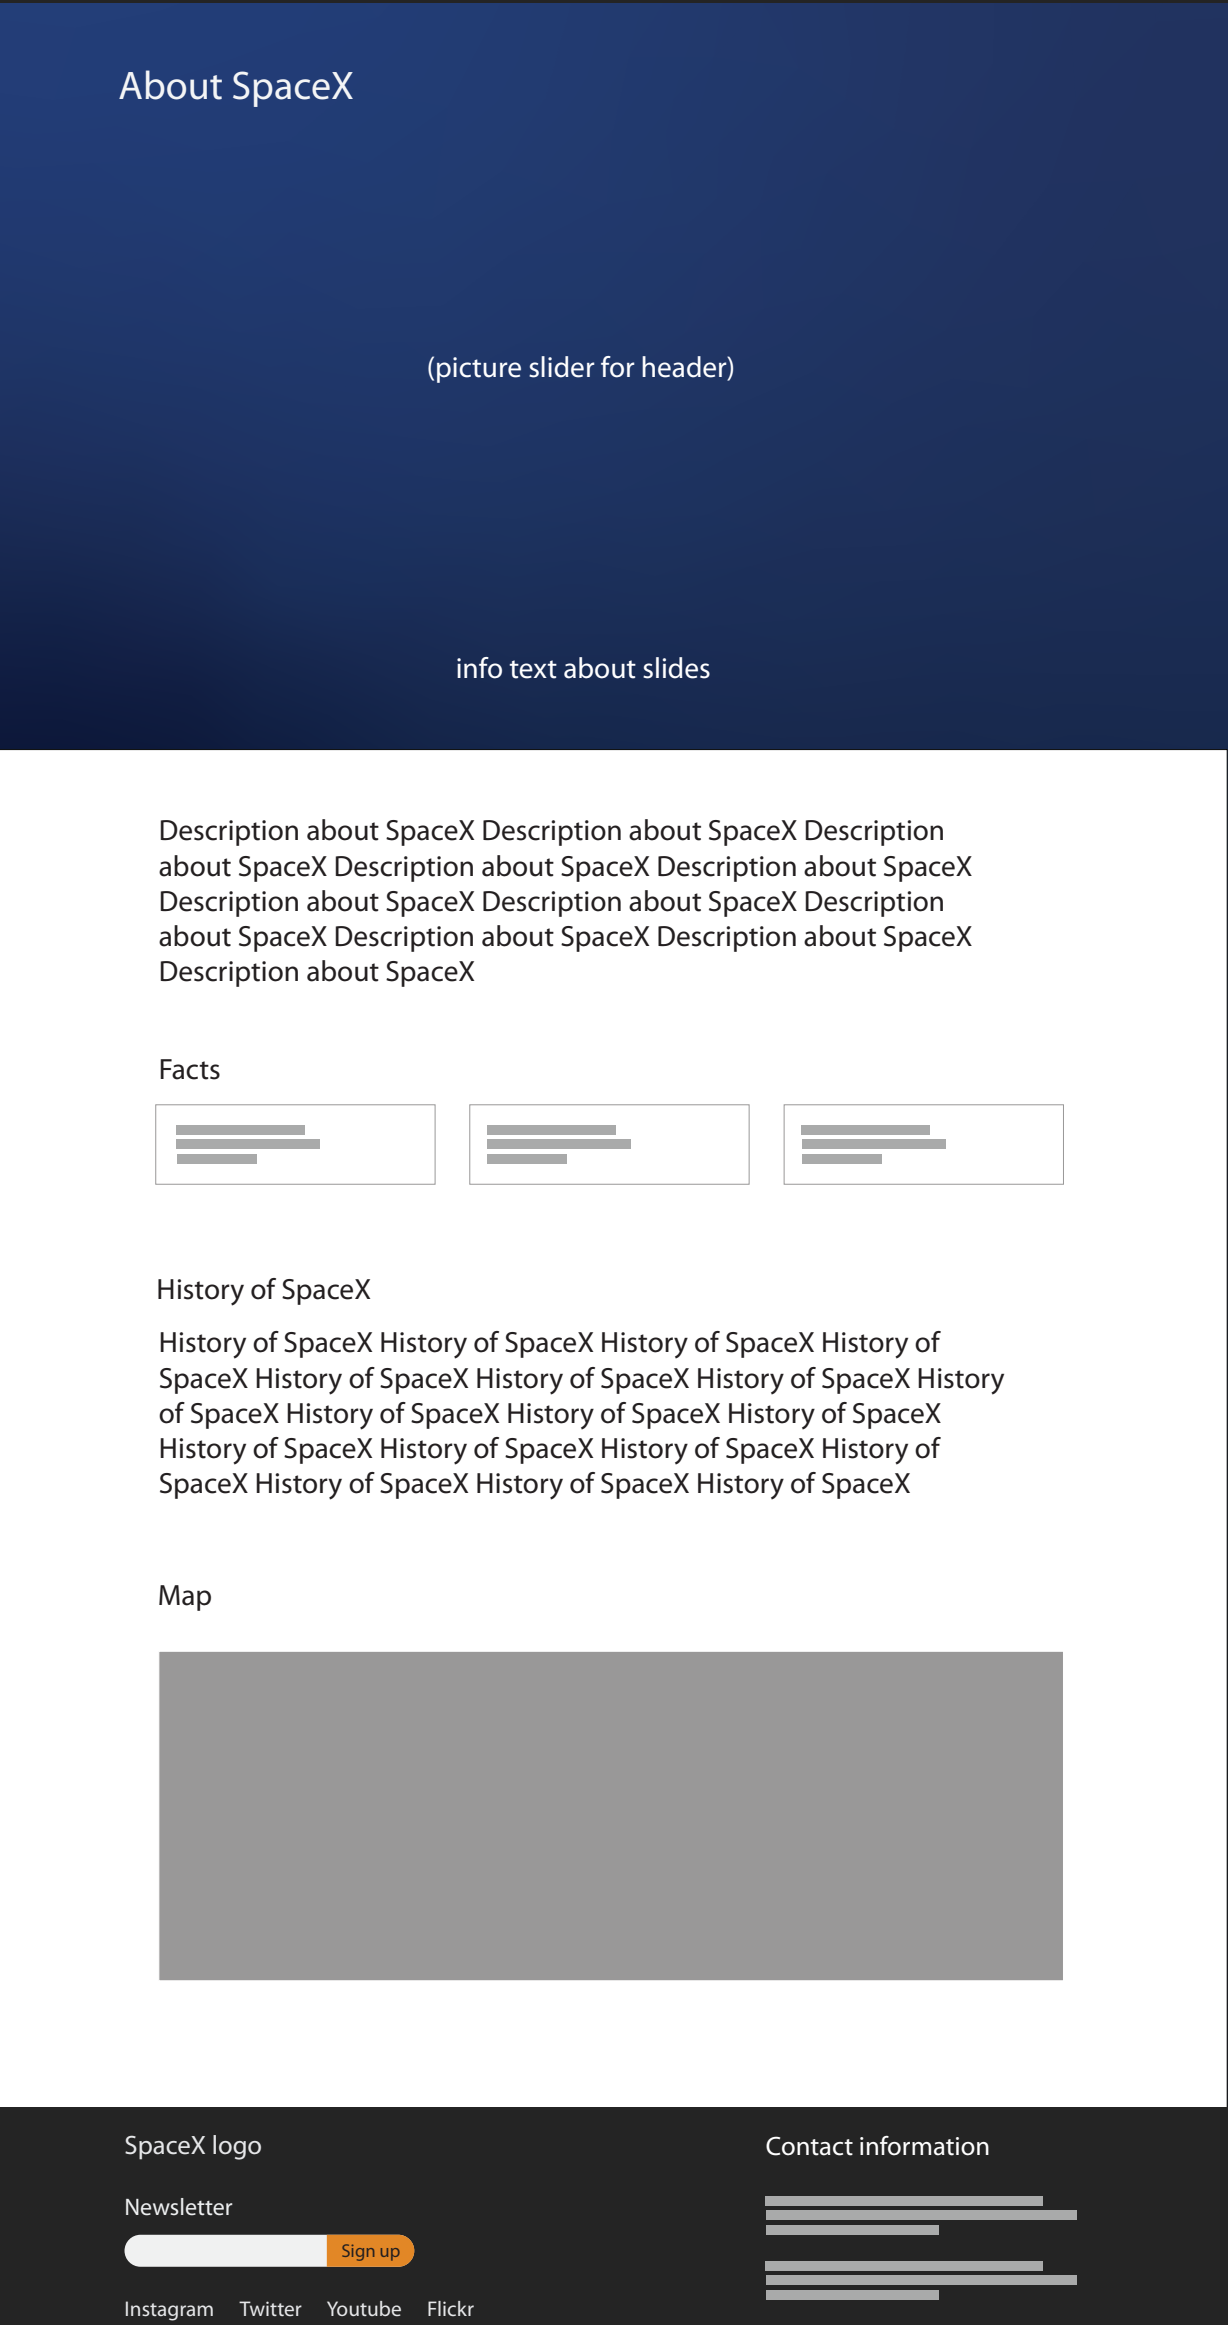 About SpaceX
(picture slider for header)
info text about slides
Description about SpaceX Description about SpaceX Description
about SpaceX Description about SpaceX Description about SpaceX
Description about SpaceX Description about SpaceX Description
about SpaceX Description about SpaceX Description about SpaceX
Description about SpaceX
Facts
History of SpaceX
History of SpaceX History of SpaceX History of SpaceX History of
SpaceX History of SpaceX History of SpaceX History of SpaceX History
of SpaceX History of SpaceX History of SpaceX History of SpaceX
History of SpaceX History of SpaceX History of SpaceX History of
SpaceX History of SpaceX History of SpaceX History of SpaceX
Map
SpaceX logo
Newsletter
Sign up
Instagram Twitter Youtube Flickr
Contact information